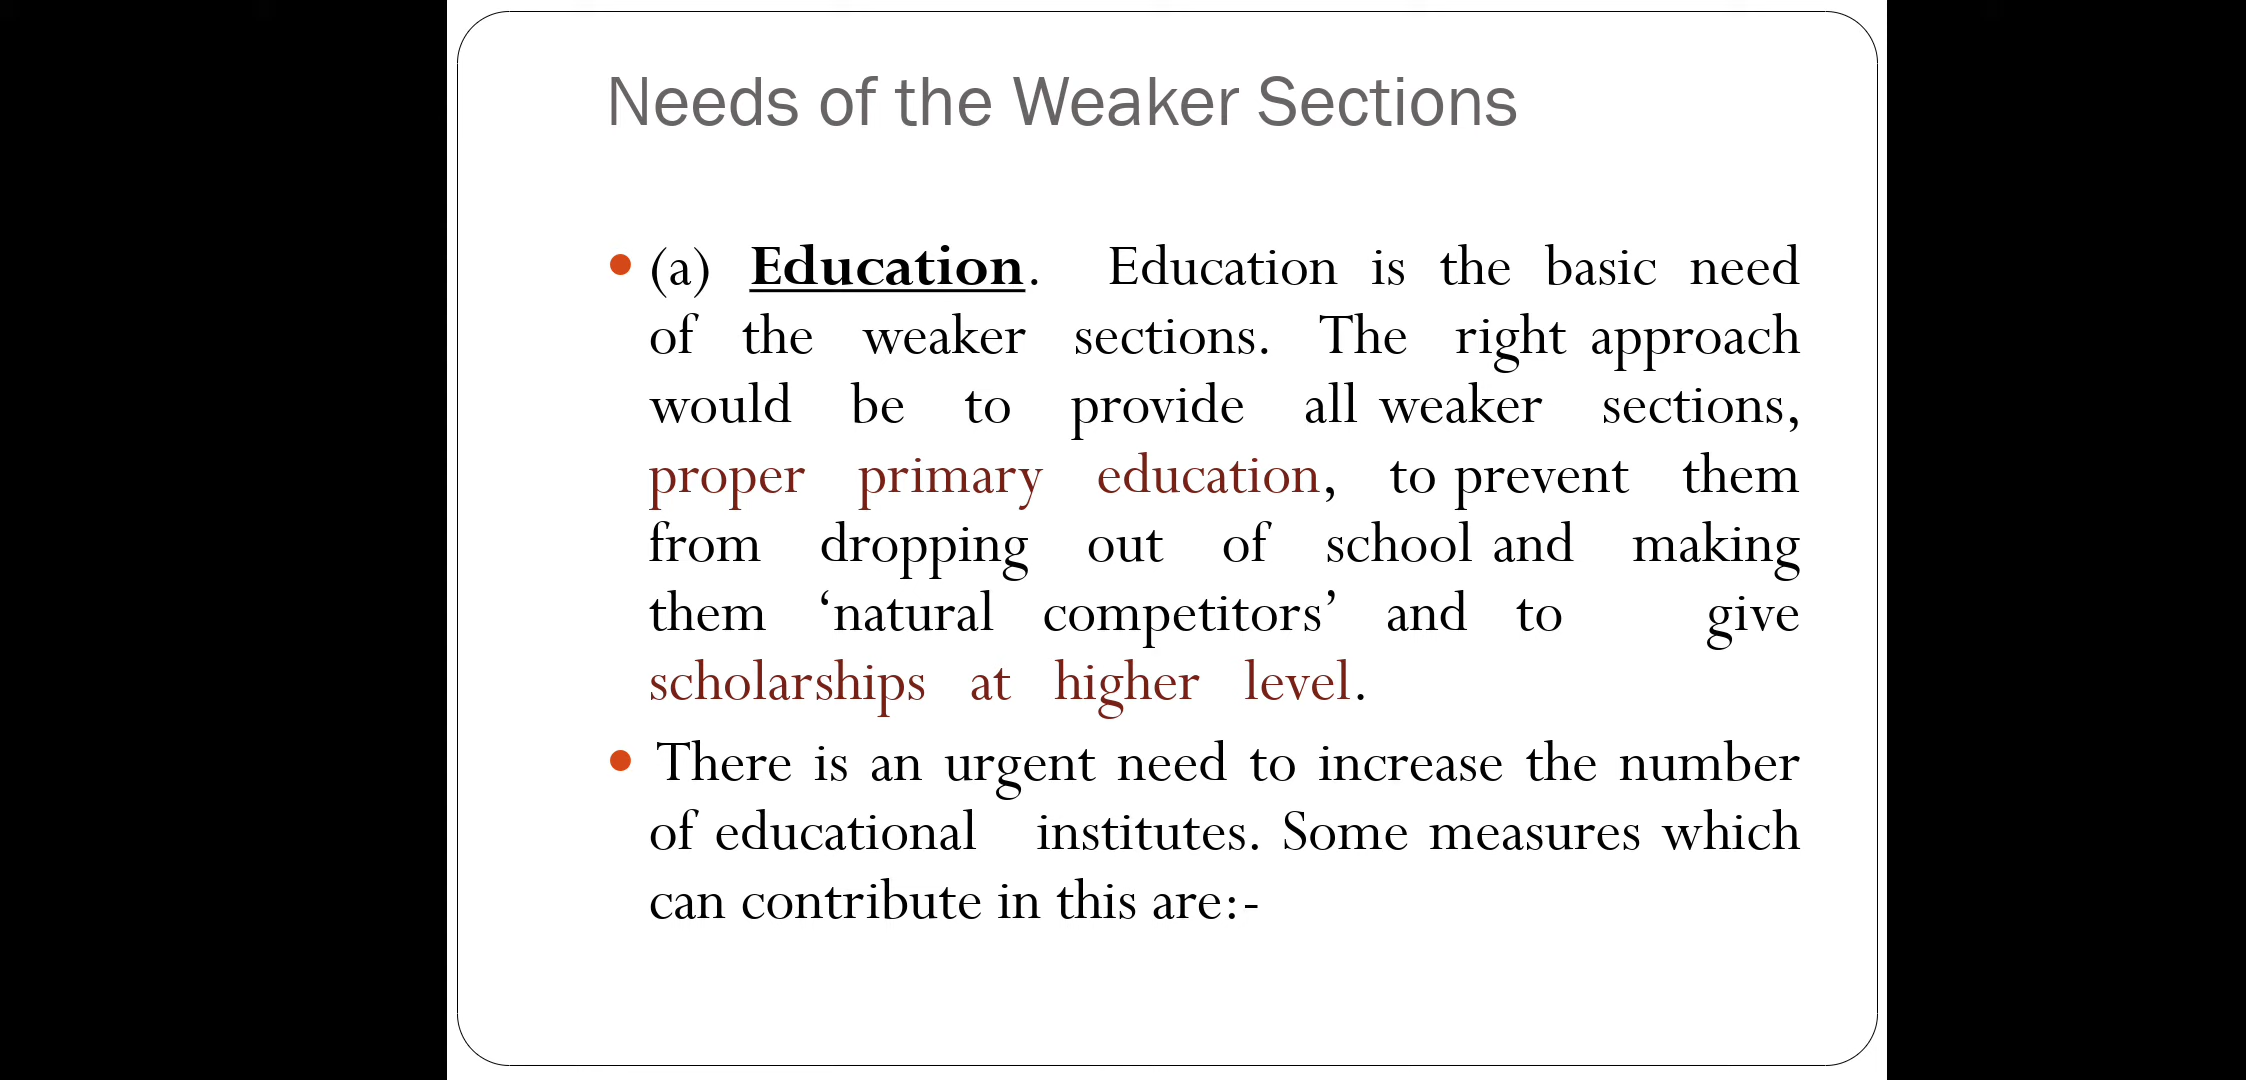 Needs of the Weaker Sections
• (a) Education. Education is the basic need
of the weaker sections. The right approach
would be to provide all weaker sections,
proper primary education, to prevent them
from dropping out of school and making
them ‘natural competitors’ and to give
scholarships at higher level.
• There is an urgent need to increase the number
of educational institutes. Some measures which
can contribute in this are:-